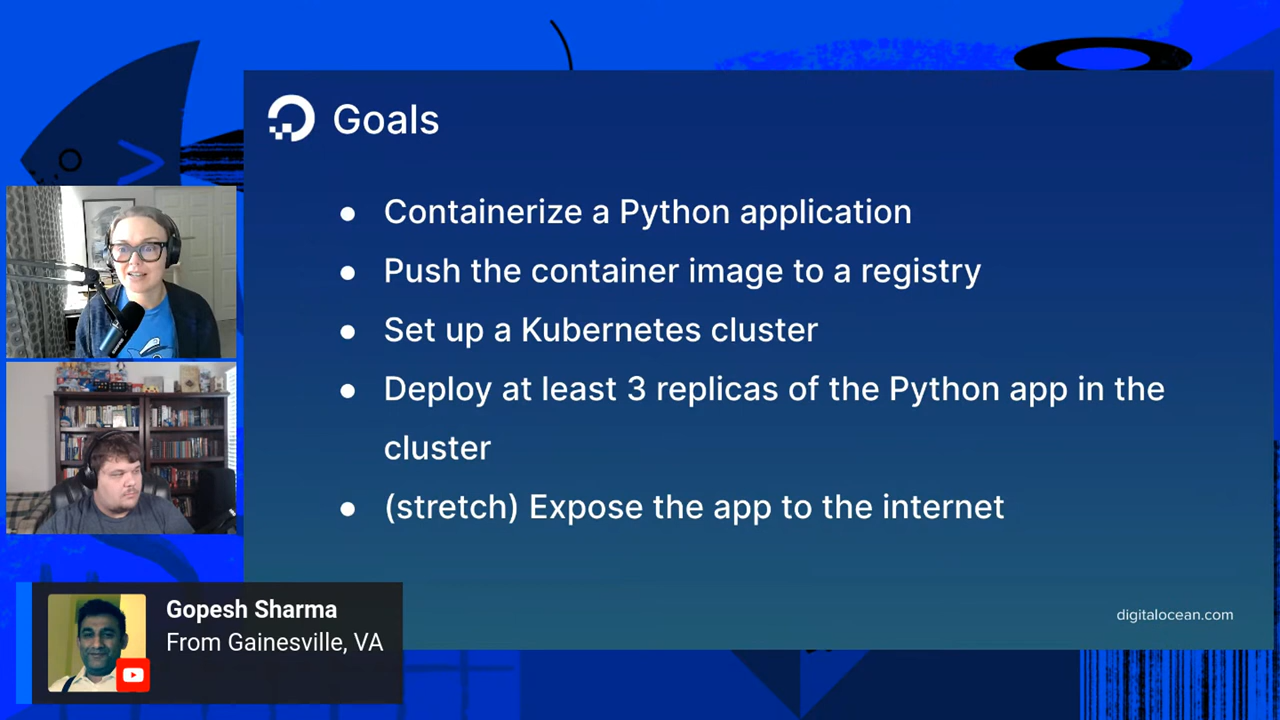 Goals
● Containerize a Python application
● Push the container image to a registry
● Set up a Kubernetes cluster
● Deploy at least 3 replicas of the Python app in the
cluster
● (stretch) Expose the app to the internet
digitalocean.com
Gopesh Sharma
From Gainesville, VA